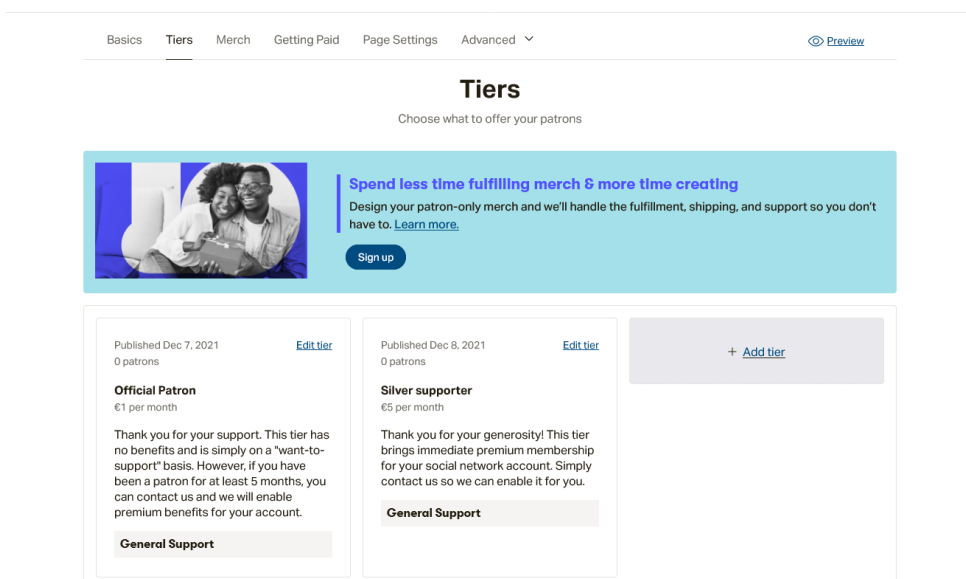 Basics Tiers Merch Getting Paid Page Settings Advanced Preview
Tiers
Choose what to offer your patrons
Spend less time fulfilling merch & more time creating
Design your patron-only merch and we'll handle the fulfillment, shipping, and support so you don't
have to. Learn more.
Sign up
Published Dec 7, 2021 Edit tier
0 patrons
Official Patron
€1 per month
Thank you for your support. This tier has
no benefits and is simply on a "want-to-
support" basis. However, if you have
been a patron for at least 5 months, you
can contact us and we will enable
premium benefits for your account.
General Support
Published Dec 8, 2021 Edit tier
0 patrons
Silver supporter
€5 per month
Thank you for your generosity! This tier
brings immediate premium membership
for your social network account. Simply
contact us so we can enable it for you.
General Support
+ Add tier